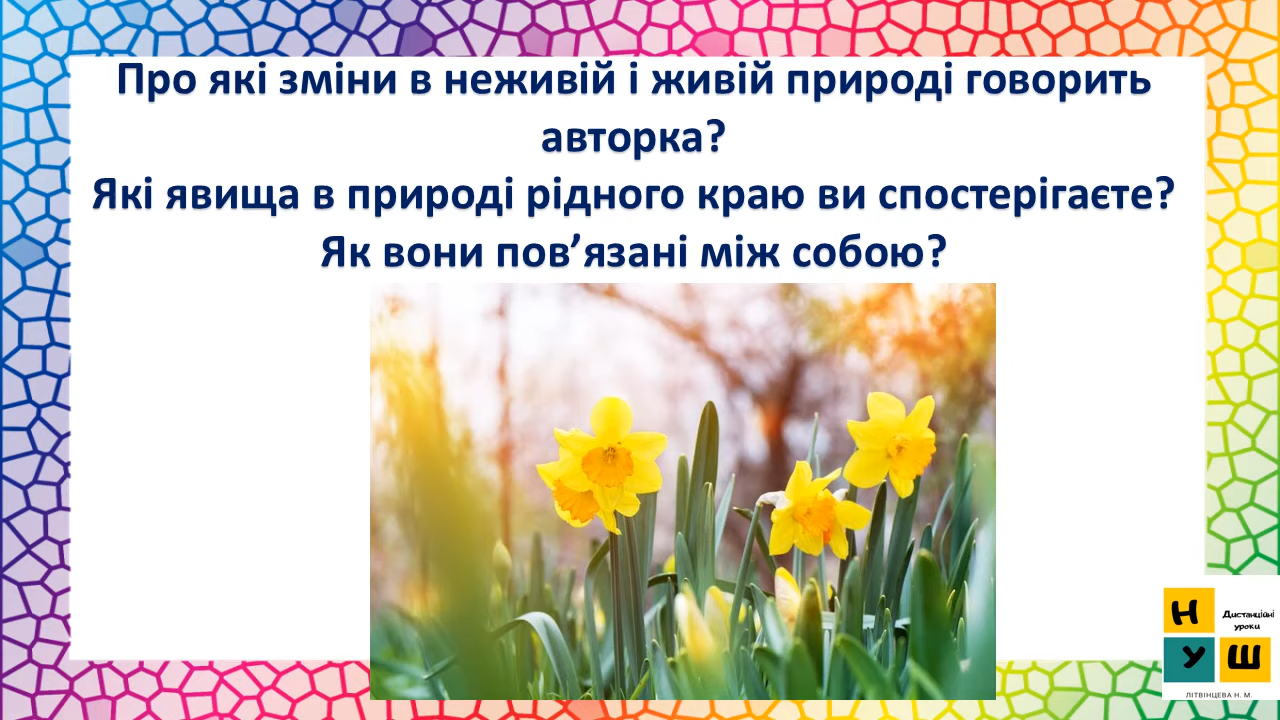 Про які зміни в неживій і живій природі говорить
авторка?
Які явища в природі рідного краю ви спостерігаєте?
Як вони пов’язані між собою?
Н
Дистанційні
уроки
У Ш
ЛІТВІНЦЕВА Н. М.